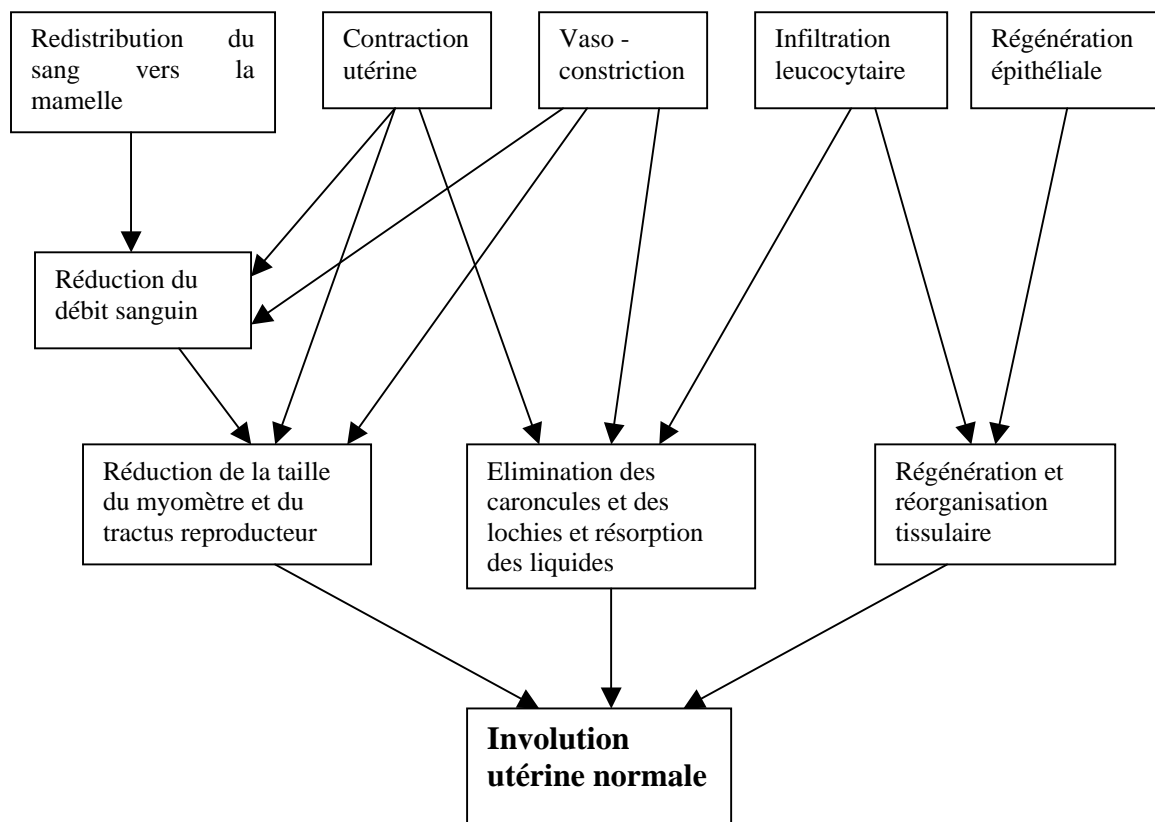 Redistribution du
sang vers la
mamelle
Contraction
utérine
Vaso -
constriction
Infiltration
leucocytaire
Régénération
épithéliale
Réduction du
débit sanguin
Réduction de la taille
du myomètre et du
tractus reproducteur
Elimination des
caroncules et des
lochies et résorption
des liquides
Régénération et
réorganisation
tissulaire
Involution
utérine normale